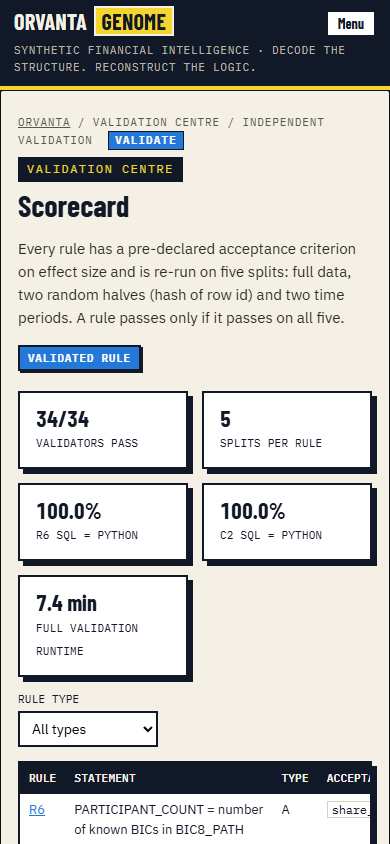 ORVANTA GENOME
Menu
SYNTHETIC FINANCIAL INTELLIGENCE · DECODE THE
STRUCTURE. RECONSTRUCT THE LOGIC.
ORVANTA / VALIDATION CENTRE / INDEPENDENT
VALIDATION VALIDATE
VALIDATION CENTRE
Scorecard
Every rule has a pre-declared acceptance criterion
on effect size and is re-run on five splits: full data,
two random halves (hash of row id) and two time
periods. A rule passes only if it passes on all five.
VALIDATED RULE
34/34
VALIDATORS PASS
5
SPLITS PER RULE
100.0%
R6 SQL = PYTHON
100.0%
C2 SQL = PYTHON
7.4 min
FULL VALIDATION
RUNTIME
RULE TYPE
All types
RULE STATEMENT TYPE
R6 PARTICIPANT_COUNT = number A share_
of known BICs in BIC8_PATH